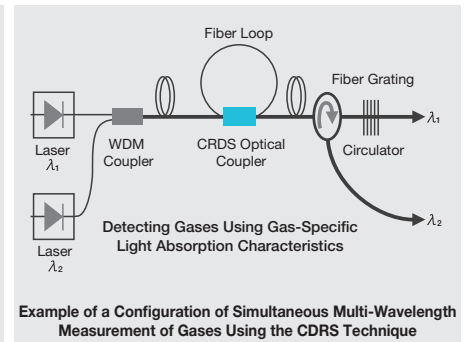 Fiber Loop
Fiber Grating
λ₁
Laser
λ₁
WDM
Coupler
CRDS Optical
Coupler
Circulator
Laser
λ₂
Detecting Gases Using Gas-Specific
Light Absorption Characteristics
λ₂
Example of a Configuration of Simultaneous Multi-Wavelength
Measurement of Gases Using the CDRS Technique